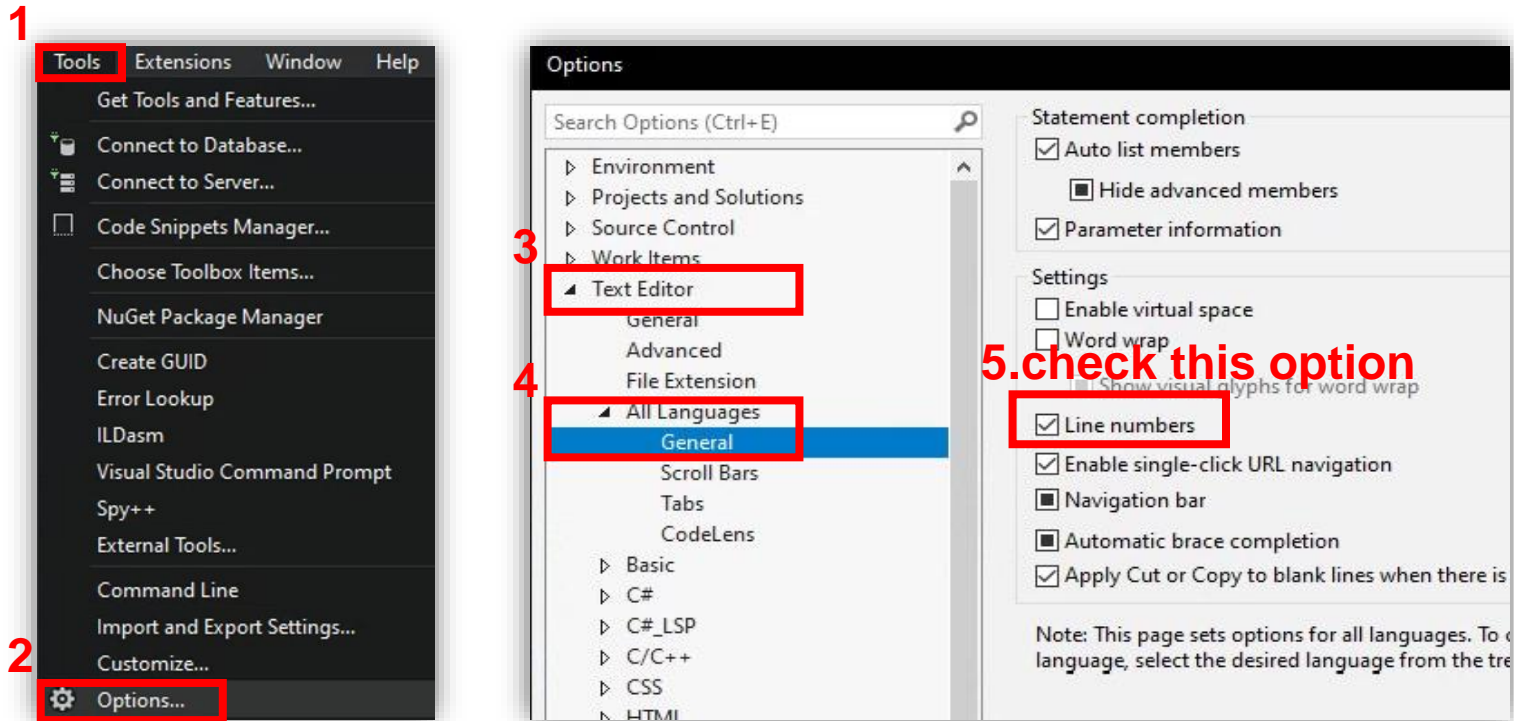 1
Tools Extensions Window Help
Get Tools and Features...
Connect to Database...
Connect to Server...
Code Snippets Manager...
Choose Toolbox Items...
NuGet Package Manager
Create GUID
Error Lookup
ILDasm
Visual Studio Command Prompt
Spy++
External Tools...
Command Line
Import and Export Settings...
Customize...
2
Options...
Options
Search Options (Ctrl+E)
Environment
Projects and Solutions
Source Control
3
Work Items
Text Editor
General
Advanced
File Extension
4
All Languages
General
Scroll Bars
Tabs
CodeLens
Basic
C#
C#_LSP
C/C++
CSS
HTML
Statement completion
Auto list members
Hide advanced members
Parameter information
Settings
Enable virtual space
Word wrap
5.check this option
Show visual glyphs for word wrap
Line numbers
Enable single-click URL navigation
Navigation bar
Automatic brace completion
Apply Cut or Copy to blank lines when there is
Note: This page sets options for all languages. To
language, select the desired language from the